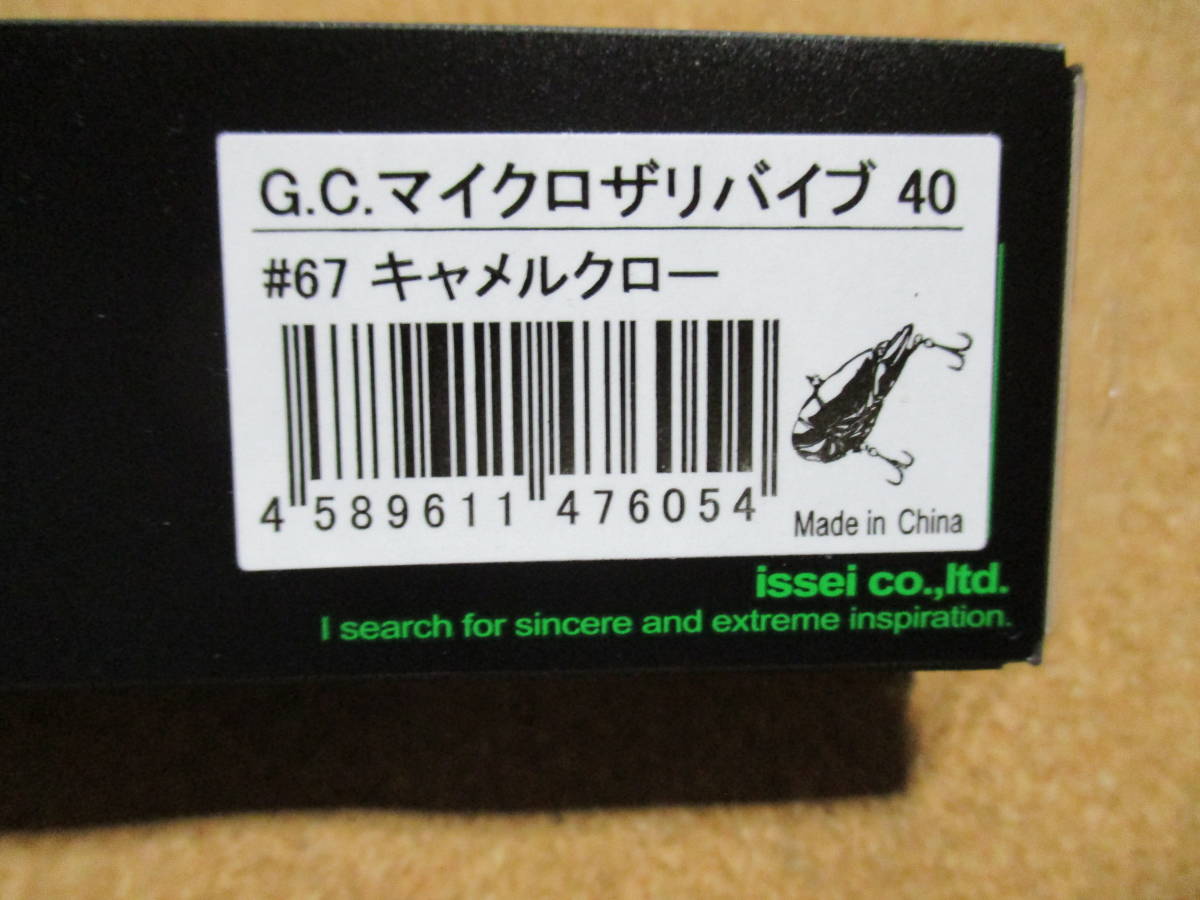 G.C.マイクロザリバイブ 40
#67 キャメルクロー
4 589611 476054
Made in China
issei co.,ltd.
I search for sincere and extreme inspiration.